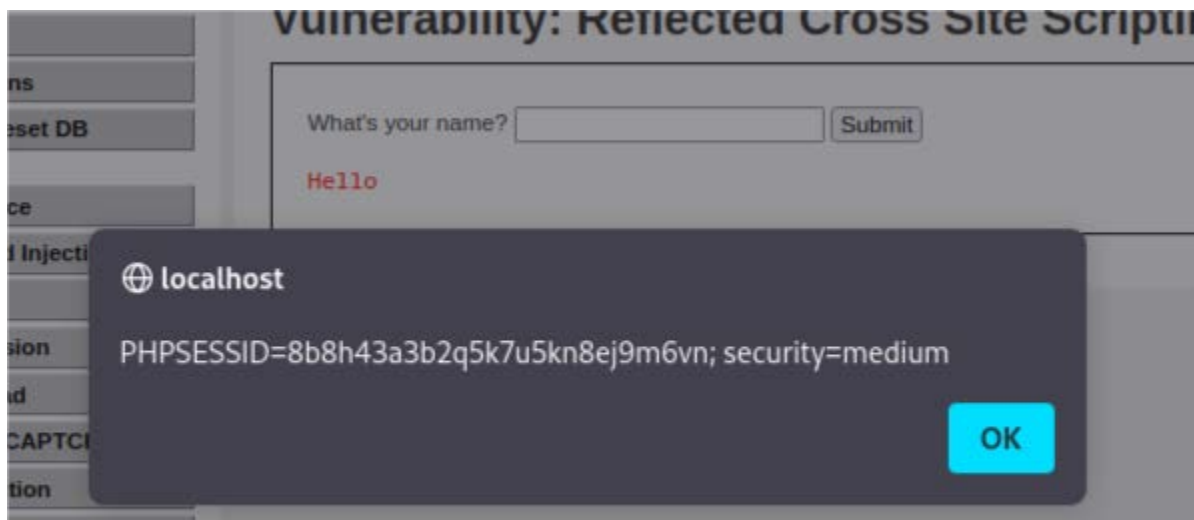 Vulnerability: Reflected Cross Site Scripti
ns
eset DB
What's your name?
Submit
Hello
ce
d Injecti
localhost
PHPSESSID=8b8h43a3b2q5k7u5kn8ej9m6vn; security=medium
sion
ad
CAPTC
OK
tion